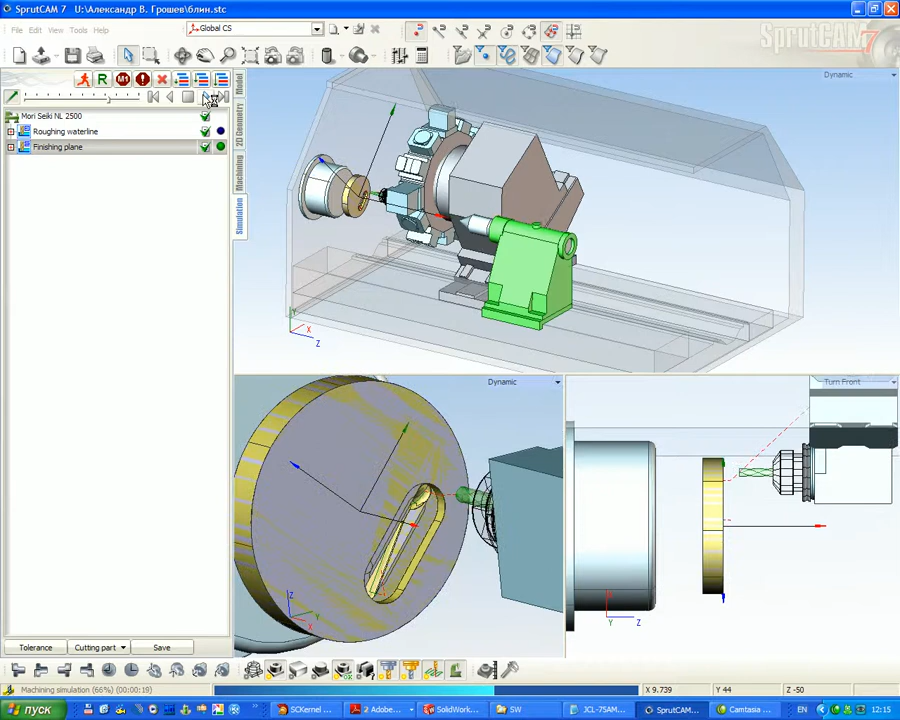 SprutCAM 7   U:\Александр В. Грошев\блин.stc
File Edit View Tools Help
Global CS
SprutCAM 7
R M1
Mori Seiki NL 2500
Roughing waterline
Finishing plane
Model
2D Geometry
Machining
Simulation
Dynamic
Y X
Z
Dynamic
Turn Front
Z
Y
X
Y Z
Tolerance Cutting part Save
Machining simulation (66%) (00:00:19) X 9.739 Y 44 Z -50
пуск SCKernel ... 2 Adobe... SolidWork... SW JCL-75AM... SprutCAM... Camtasia ... EN 12:15